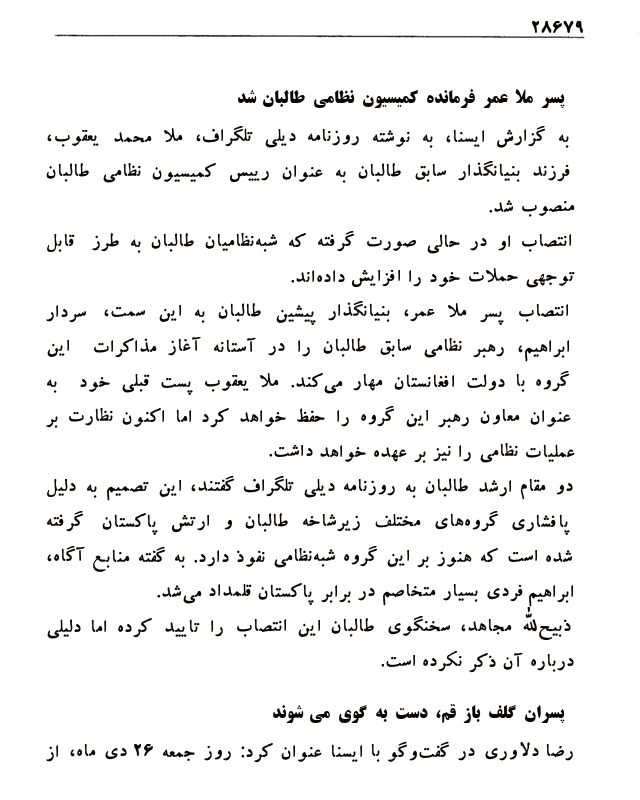 ۲۸۶۷۹
پسر ملا عمر فرمانده کمیسیون نظامی طالبان شد
به گزارش ایسنا، به نوشته روزنامه دیلی تلگراف، ملا محمد یعقوب،
فرزند بنیانگذار سابق طالبان به عنوان رییس کمیسیون نظامی طالبان
منصوب شد.
انتصاب او در حالی صورت گرفته که شبه‌نظامیان طالبان به طرز قابل
توجهی حملات خود را افزایش داده‌اند.
انتصاب پسر ملا عمر، بنیانگذار پیشین طالبان به این سمت، سردار
ابراهیم، رهبر نظامی سابق طالبان را در آستانه آغاز مذاکرات این
گروه با دولت افغانستان مهار می‌کند. ملا یعقوب پست قبلی خود به
عنوان معاون رهبر این گروه را حفظ خواهد کرد اما اکنون نظارت بر
عملیات نظامی را نیز بر عهده خواهد داشت.
دو مقام ارشد طالبان به روزنامه دیلی تلگراف گفتند، این تصمیم به دلیل
پافشاری گروه‌های مختلف زیرشاخه طالبان و ارتش پاکستان گرفته
شده است که هنوز بر این گروه شبه‌نظامی نفوذ دارد. به گفته منابع آگاه،
ابراهیم فردی بسیار متخاصم در برابر پاکستان قلمداد می‌شد.
ذبیح‌الله مجاهد، سخنگوی طالبان این انتصاب را تایید کرده اما دلیلی
درباره آن ذکر نکرده است.
پسران گلف باز قم، دست به گوی می شوند
رضا دلاوری در گفت‌وگو با ایسنا عنوان کرد: روز جمعه ۲۶ دی ماه، از